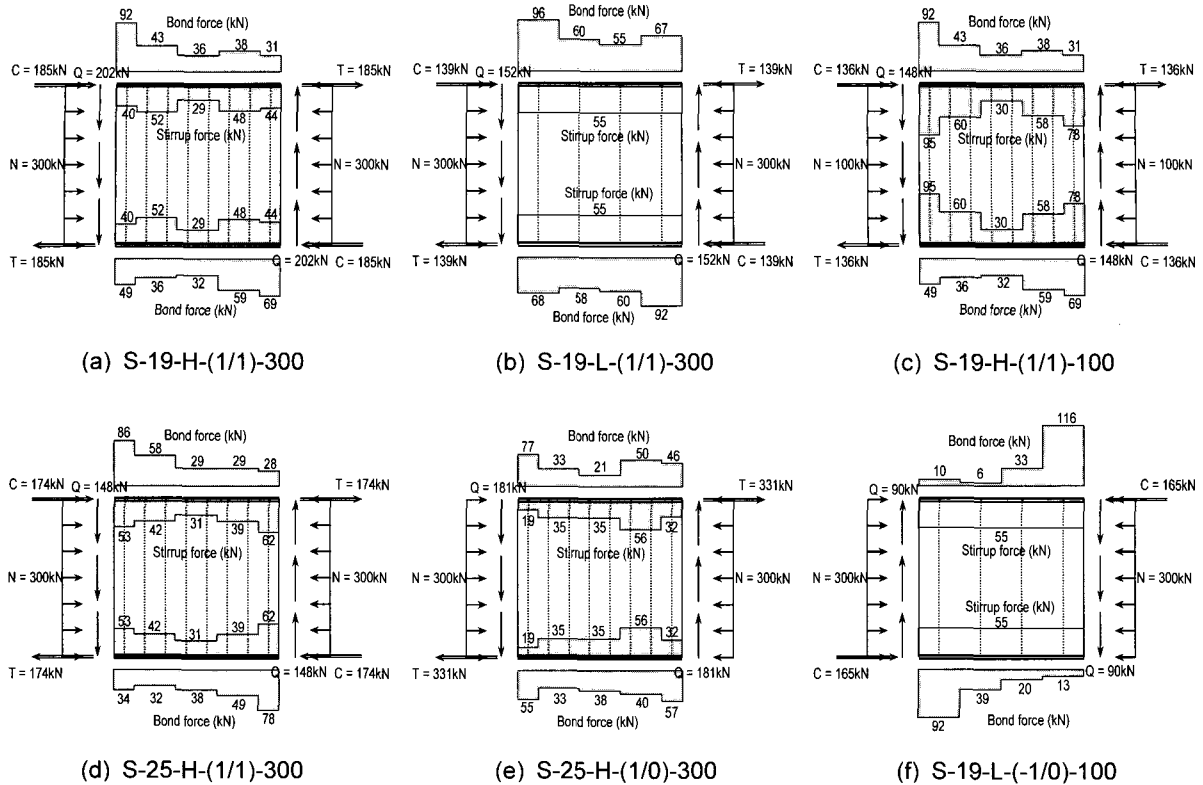 Bond force (kN)
92 43 36 38 31
C = 185kN Q = 202kN T = 185kN
40 52 29 48 44
Stirrup force (kN)
N = 300kN N = 300kN
40 52 29 48 44
T = 185kN Q = 202kN C = 185kN
49 36 32 59 69
Bond force (kN)
(a) S-19-H-(1/1)-300
Bond force (kN)
96 60 55 67
C = 139kN Q = 152kN T = 139kN
55
Stirrup force (kN)
N = 300kN N = 300kN
Stirrup force (kN)
55
T = 139kN Q = 152kN C = 139kN
68 58 60 92
Bond force (kN)
(b) S-19-L-(1/1)-300
Bond force (kN)
92 43 36 38 31
C = 136kN Q = 148kN T = 136kN
95 60 30 58 78
Stirrup force (kN)
N = 100kN N = 100kN
95 60 30 58 78
T = 136kN Q = 148kN C = 136kN
49 36 32 59 69
Bond force (kN)
(c) S-19-H-(1/1)-100
Bond force (kN)
86 58 29 29 28
C = 174kN Q = 148kN T = 174kN
53 42 31 39 62
Stirrup force (kN)
N = 300kN N = 300kN
53 42 31 39 62
T = 174kN Q = 148kN C = 174kN
34 32 38 49 78
Bond force (kN)
(d) S-25-H-(1/1)-300
Bond force (kN)
77 33 21 50 46
Q = 181kN T = 331kN
19 35 35 56 32
Stirrup force (kN)
N = 300kN N = 300kN
19 35 35 56 32
T = 331kN Q = 181kN
55 33 38 40 57
Bond force (kN)
(e) S-25-H-(1/0)-300
Bond force (kN)
10 6 33 116
Q = 90kN C = 165kN
55
Stirrup force (kN)
N = 300kN N = 300kN
Stirrup force (kN)
55
C = 165kN Q = 90kN
92 39 20 13
Bond force (kN)
(f) S-19-L-(-1/0)-100